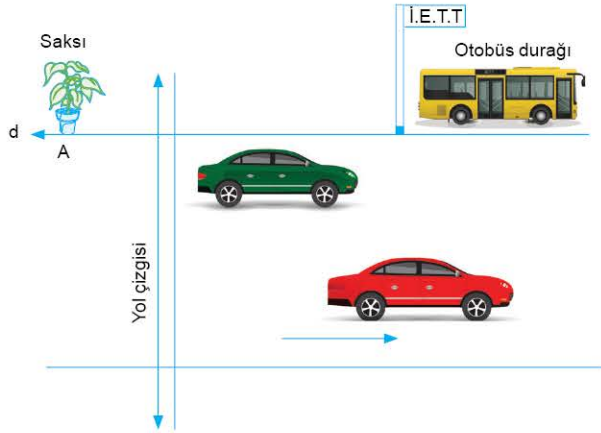 İ.E.T.T
Saksı
Otobüs durağı
d
A
Yol çizgisi